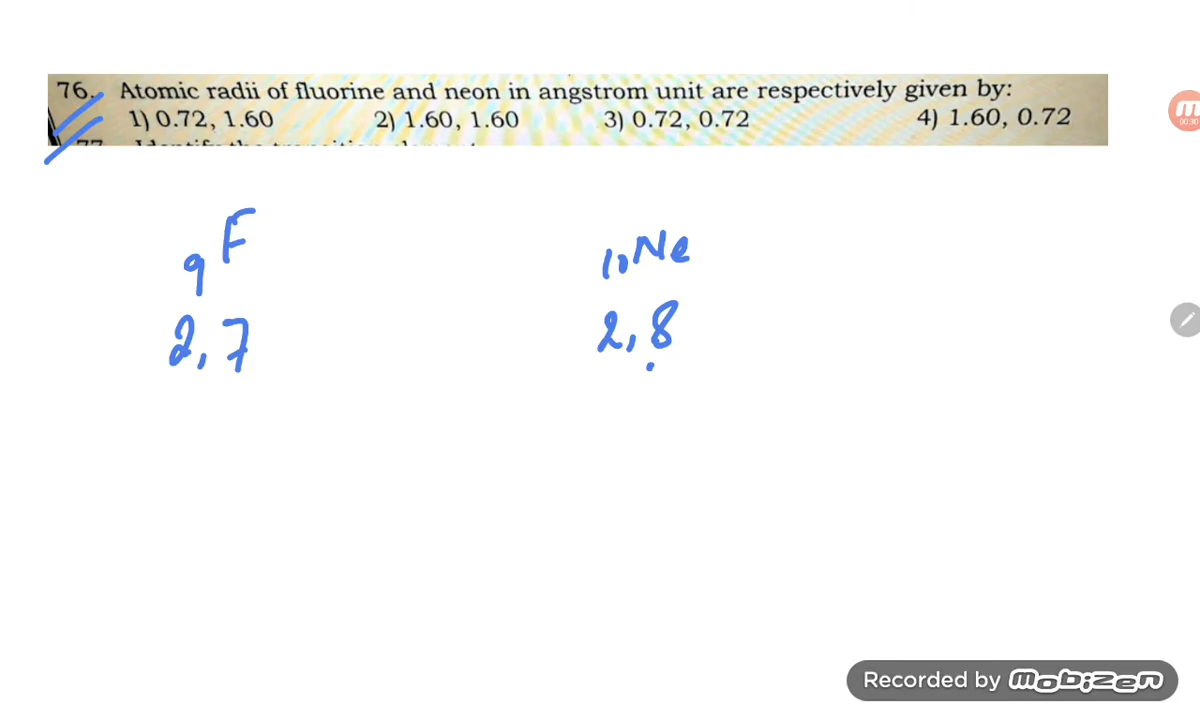 76. Atomic radii of fluorine and neon in angstrom unit are respectively given by:
1) 0.72, 1.60 2) 1.60, 1.60 3) 0.72, 0.72 4) 1.60, 0.72
00:30
9F 10Ne
2, 7 2, 8
Recorded by mobizen